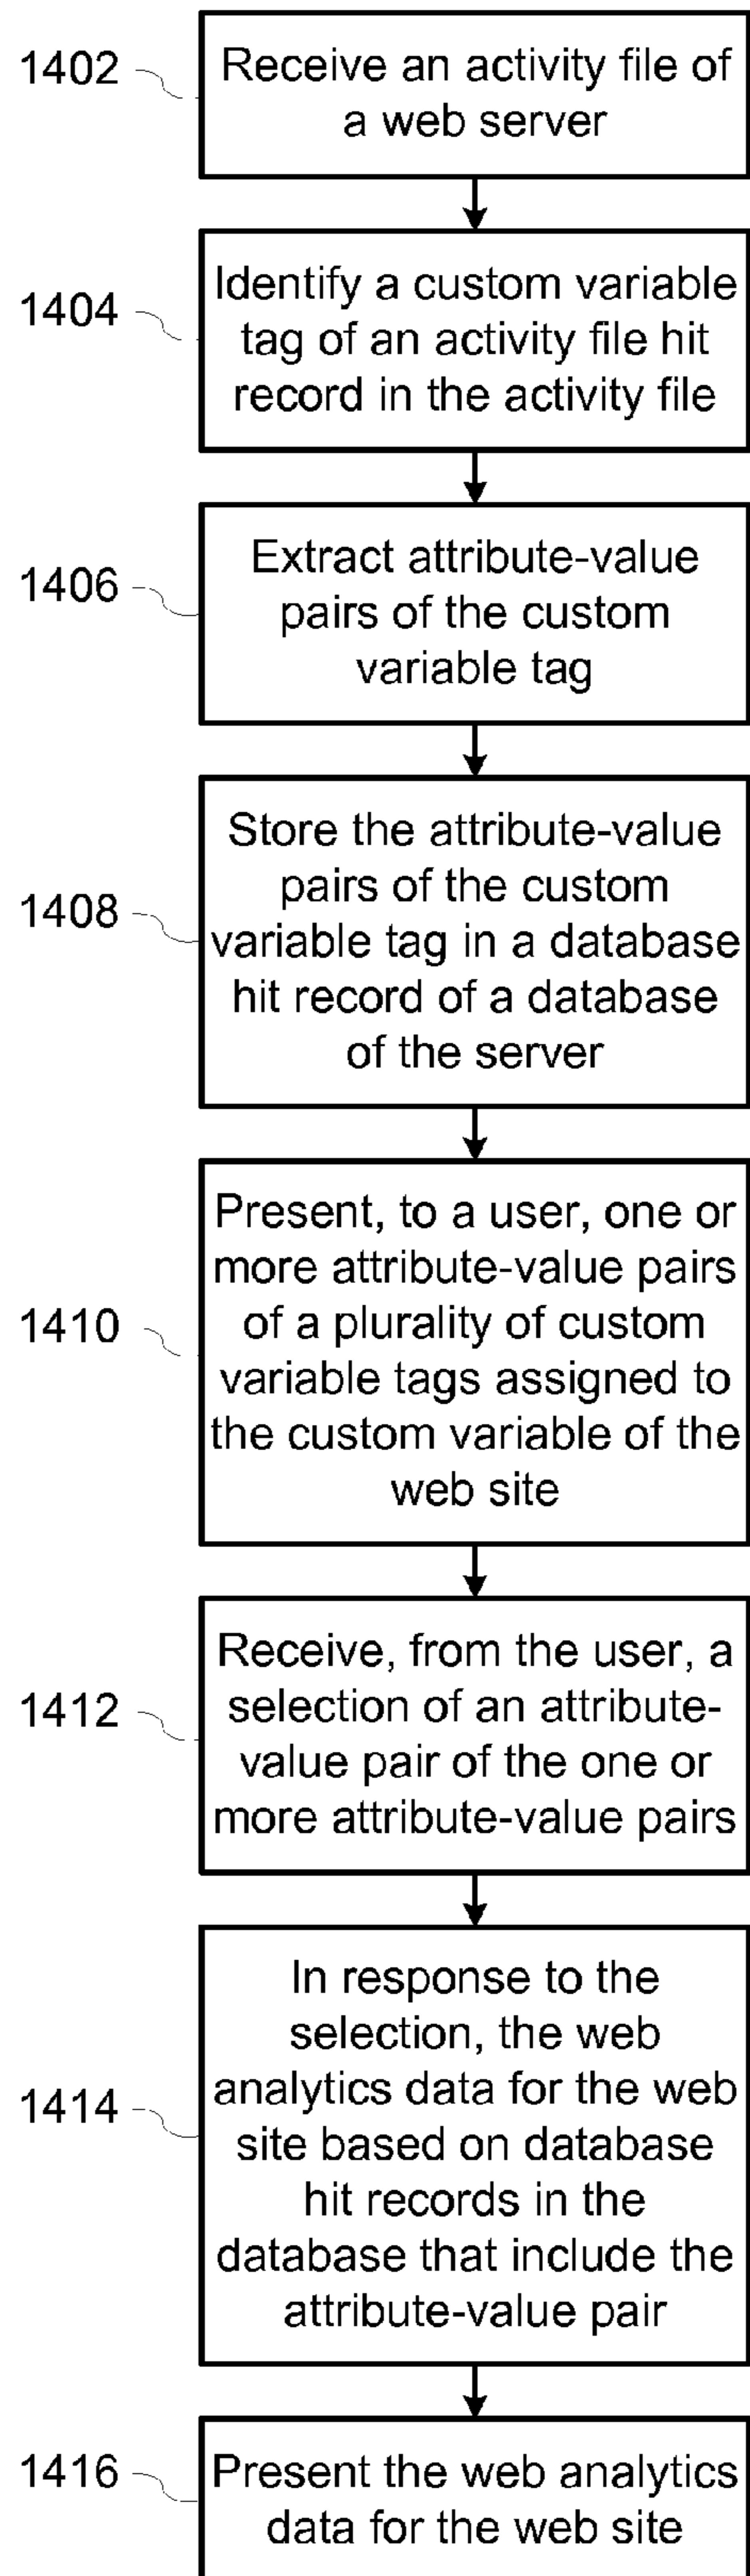 1402
Receive an activity file of
a web server
1404
Identify a custom variable
tag of an activity file hit
record in the activity file
1406
Extract attribute-value
pairs of the custom
variable tag
1408
Store the attribute-value
pairs of the custom
variable tag in a database
hit record of a database
of the server
1410
Present, to a user, one or
more attribute-value pairs
of a plurality of custom
variable tags assigned to
the custom variable of the
web site
1412
Receive, from the user, a
selection of an attribute-
value pair of the one or
more attribute-value pairs
1414
In response to the
selection, the web
analytics data for the web
site based on database
hit records in the
database that include the
attribute-value pair
1416
Present the web analytics
data for the web site